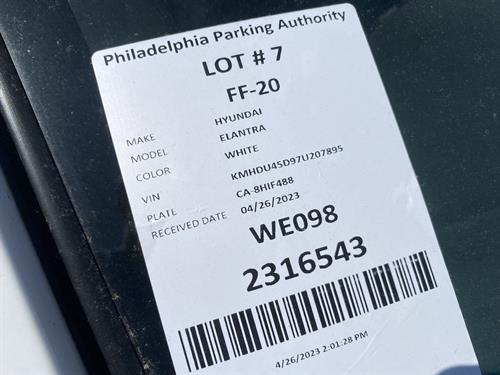 Philadelphia Parking Authority
LOT # 7
FF-20
MAKE HYUNDAI
MODEL ELANTRA
COLOR WHITE
VIN KMHDU45D97U207895
PLATE CA-8HIF488
RECEIVED DATE 04/26/2023
WE098
2316543
4/26/2023 2:01:28 PM